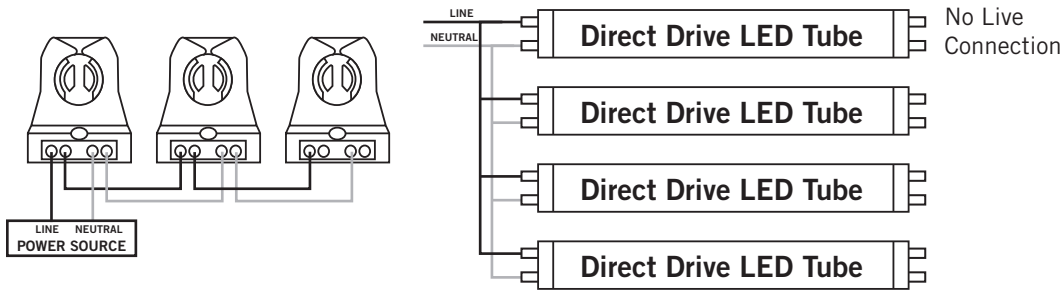 LINE NEUTRAL
POWER SOURCE
LINE
NEUTRAL
Direct Drive LED Tube
No Live
Connection
Direct Drive LED Tube
Direct Drive LED Tube
Direct Drive LED Tube